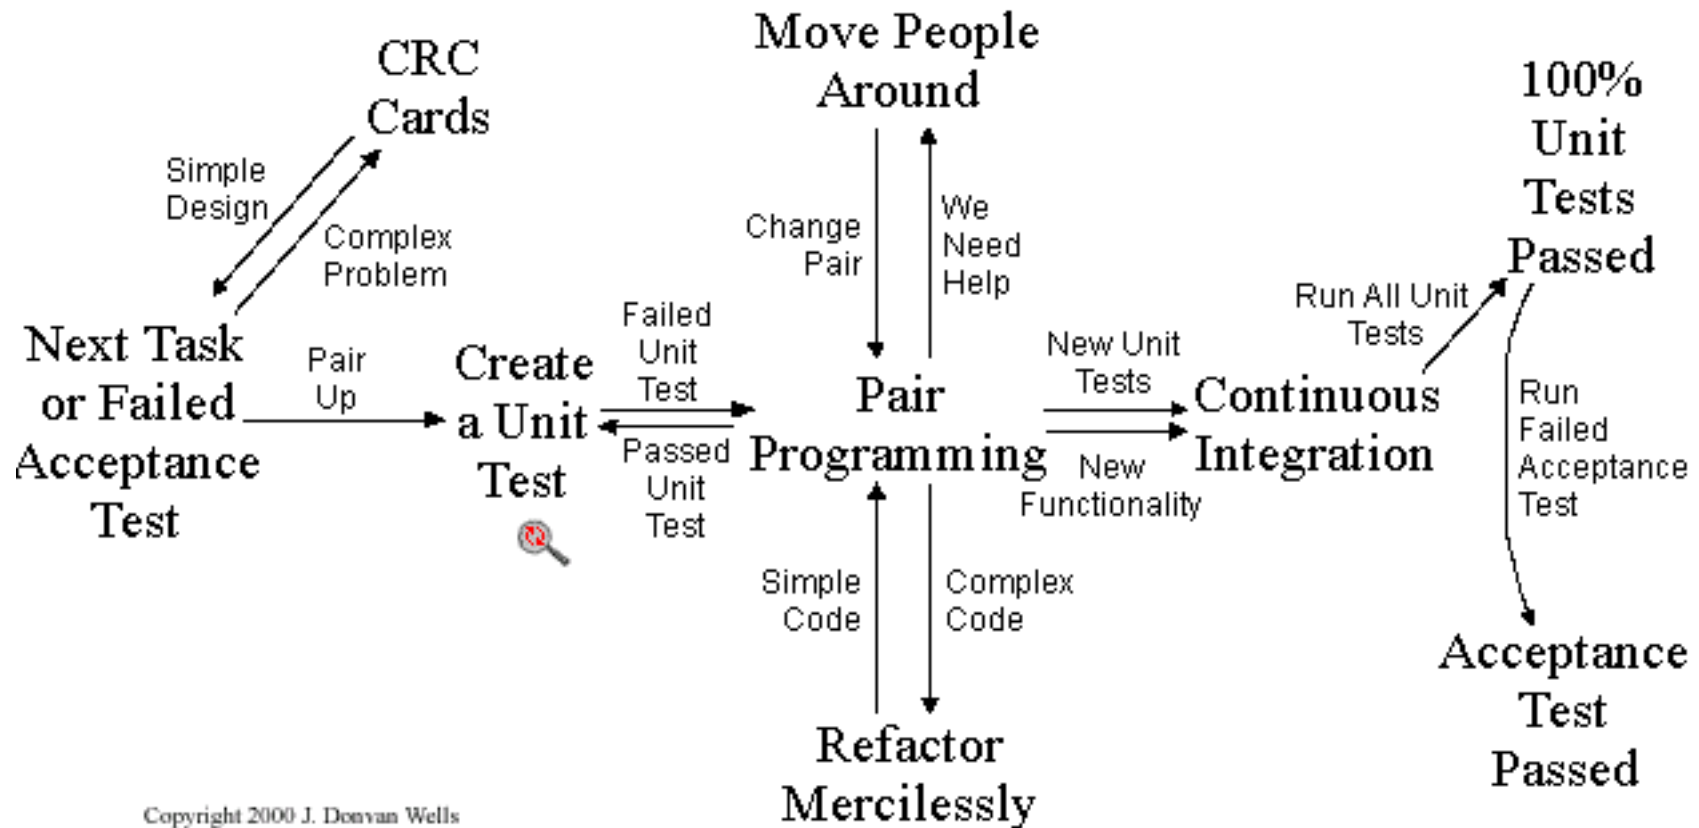 CRC
Cards
Simple
Design
Complex
Problem
Next Task
or Failed
Acceptance
Test
Pair
Up
Create
a Unit
Test
Failed
Unit
Test
Passed
Unit
Test
Move People
Around
Change
Pair
We
Need
Help
Pair
Programming
Simple
Code
Complex
Code
Refactor
Mercilessly
New Unit
Tests
New
Functionality
Continuous
Integration
Run All Unit
Tests
100%
Unit
Tests
Passed
Run
Failed
Acceptance
Test
Acceptance
Test
Passed
Copyright 2000 J. Donvan Wells